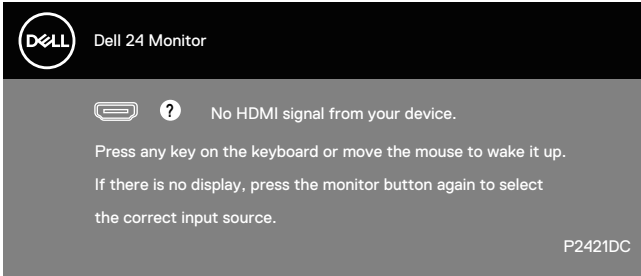 DELL
Dell 24 Monitor
? No HDMI signal from your device.
Press any key on the keyboard or move the mouse to wake it up.
If there is no display, press the monitor button again to select
the correct input source.
P2421DC